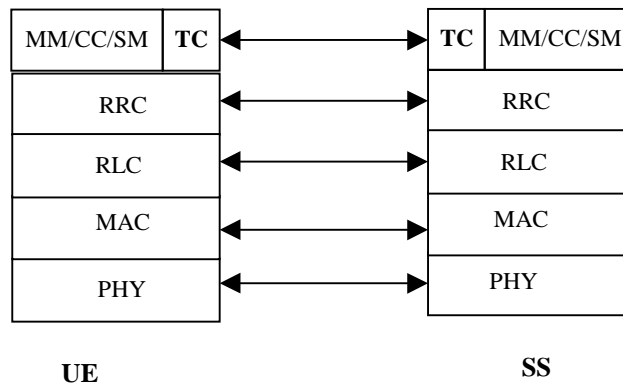 MM/CC/SM TC TC MM/CC/SM
RRC RRC
RLC RLC
MAC MAC
PHY PHY
UE SS